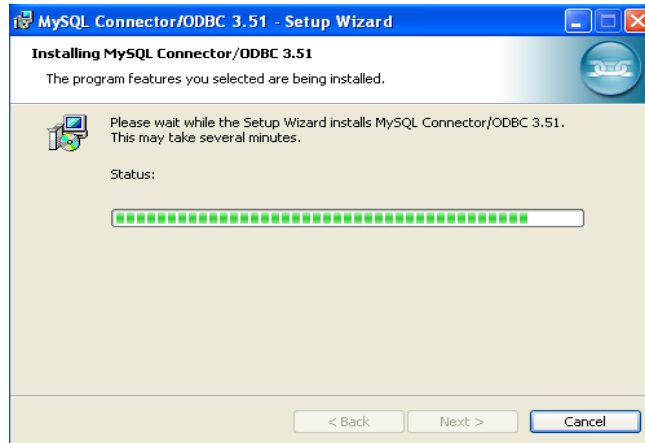 MySQL Connector/ODBC 3.51 - Setup Wizard
Installing MySQL Connector/ODBC 3.51
The program features you selected are being installed.
Please wait while the Setup Wizard installs MySQL Connector/ODBC 3.51.
This may take several minutes.
Status:
< Back Next > Cancel